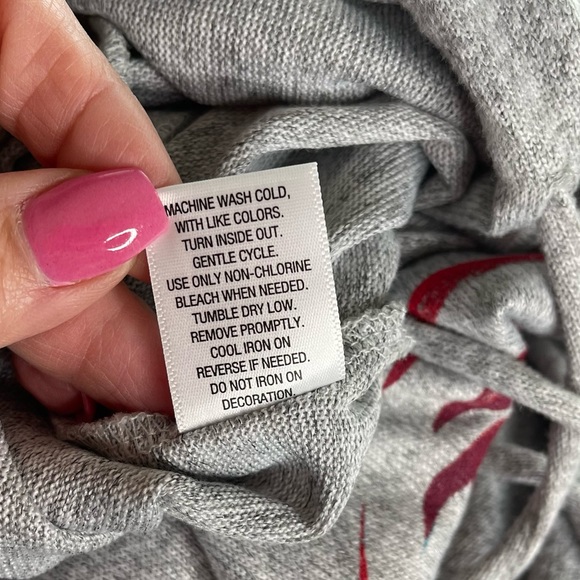 MACHINE WASH COLD,
WITH LIKE COLORS.
TURN INSIDE OUT.
GENTLE CYCLE.
USE ONLY NON-CHLORINE
BLEACH WHEN NEEDED.
TUMBLE DRY LOW.
REMOVE PROMPTLY.
COOL IRON ON
REVERSE IF NEEDED.
DO NOT IRON ON
DECORATION.